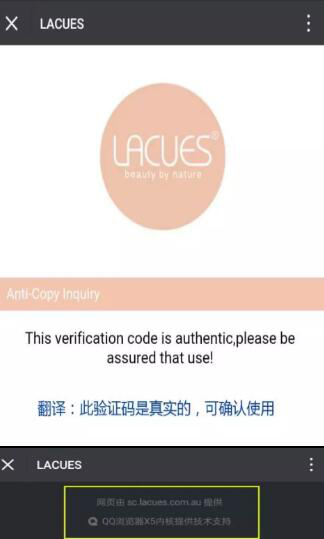 LACUES
LACUES®
beauty by nature
Anti-Copy Inquiry
This verification code is authentic,please be
assured that use!
翻译：此验证码是真实的，可确认使用
LACUES
网页由 sc.lacues.com.au 提供
QQ浏览器X5内核提供技术支持